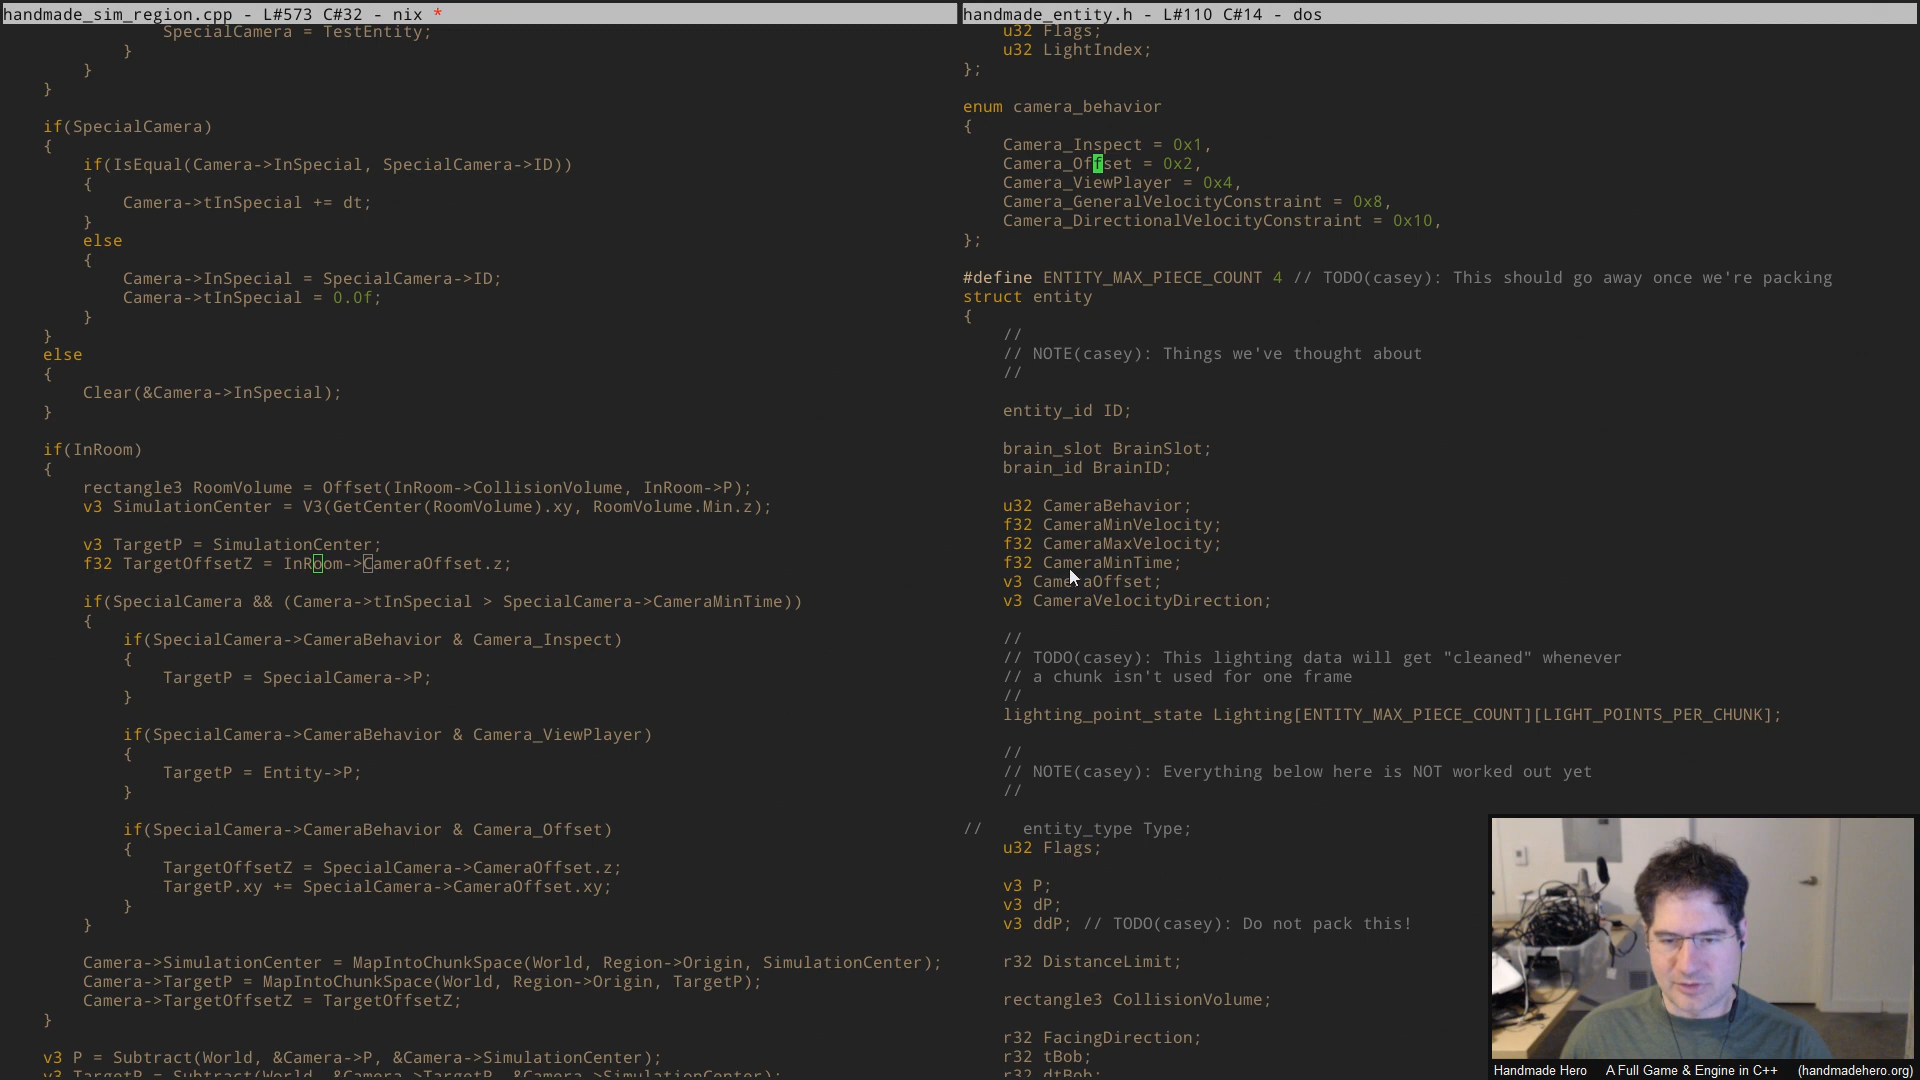 handmade_sim_region.cpp - L#573 C#32 - nix *
SpecialCamera = TestEntity;
}
}
}
if(SpecialCamera)
{
if(IsEqual(Camera->InSpecial, SpecialCamera->ID))
{
Camera->tInSpecial += dt;
}
else
{
Camera->InSpecial = SpecialCamera->ID;
Camera->tInSpecial = 0.0f;
}
}
else
{
Clear(&Camera->InSpecial);
}
if(InRoom)
{
rectangle3 RoomVolume = Offset(InRoom->CollisionVolume, InRoom->P);
v3 SimulationCenter = V3(GetCenter(RoomVolume).xy, RoomVolume.Min.z);
v3 TargetP = SimulationCenter;
f32 TargetOffsetZ = InRoom->CameraOffset.z;
if(SpecialCamera && (Camera->tInSpecial > SpecialCamera->CameraMinTime))
{
if(SpecialCamera->CameraBehavior & Camera_Inspect)
{
TargetP = SpecialCamera->P;
}
if(SpecialCamera->CameraBehavior & Camera_ViewPlayer)
{
TargetP = Entity->P;
}
if(SpecialCamera->CameraBehavior & Camera_Offset)
{
TargetOffsetZ = SpecialCamera->CameraOffset.z;
TargetP.xy += SpecialCamera->CameraOffset.xy;
}
}
Camera->SimulationCenter = MapIntoChunkSpace(World, Region->Origin, SimulationCenter);
Camera->TargetP = MapIntoChunkSpace(World, Region->Origin, TargetP);
Camera->TargetOffsetZ = TargetOffsetZ;
}
v3 P = Subtract(World, &Camera->P, &Camera->SimulationCenter);
v3 TargetP = Subtract(World, &Camera->TargetP, &Camera->SimulationCenter);
handmade_entity.h - L#110 C#14 - dos
u32 Flags;
u32 LightIndex;
};
enum camera_behavior
{
Camera_Inspect = 0x1,
Camera_Offset = 0x2,
Camera_ViewPlayer = 0x4,
Camera_GeneralVelocityConstraint = 0x8,
Camera_DirectionalVelocityConstraint = 0x10,
};
#define ENTITY_MAX_PIECE_COUNT 4 // TODO(casey): This should go away once we're packing
struct entity
{
//
// NOTE(casey): Things we've thought about
//
entity_id ID;
brain_slot BrainSlot;
brain_id BrainID;
u32 CameraBehavior;
f32 CameraMinVelocity;
f32 CameraMaxVelocity;
f32 CameraMinTime;
v3 CameraOffset;
v3 CameraVelocityDirection;
//
// TODO(casey): This lighting data will get "cleaned" whenever
// a chunk isn't used for one frame
//
lighting_point_state Lighting[ENTITY_MAX_PIECE_COUNT][LIGHT_POINTS_PER_CHUNK];
//
// NOTE(casey): Everything below here is NOT worked out yet
//
// entity_type Type;
u32 Flags;
v3 P;
v3 dP;
v3 ddP; // TODO(casey): Do not pack this!
r32 DistanceLimit;
rectangle3 CollisionVolume;
r32 FacingDirection;
r32 tBob;
r32 dtBob;
Handmade Hero A Full Game & Engine in C++ (handmadehero.org)